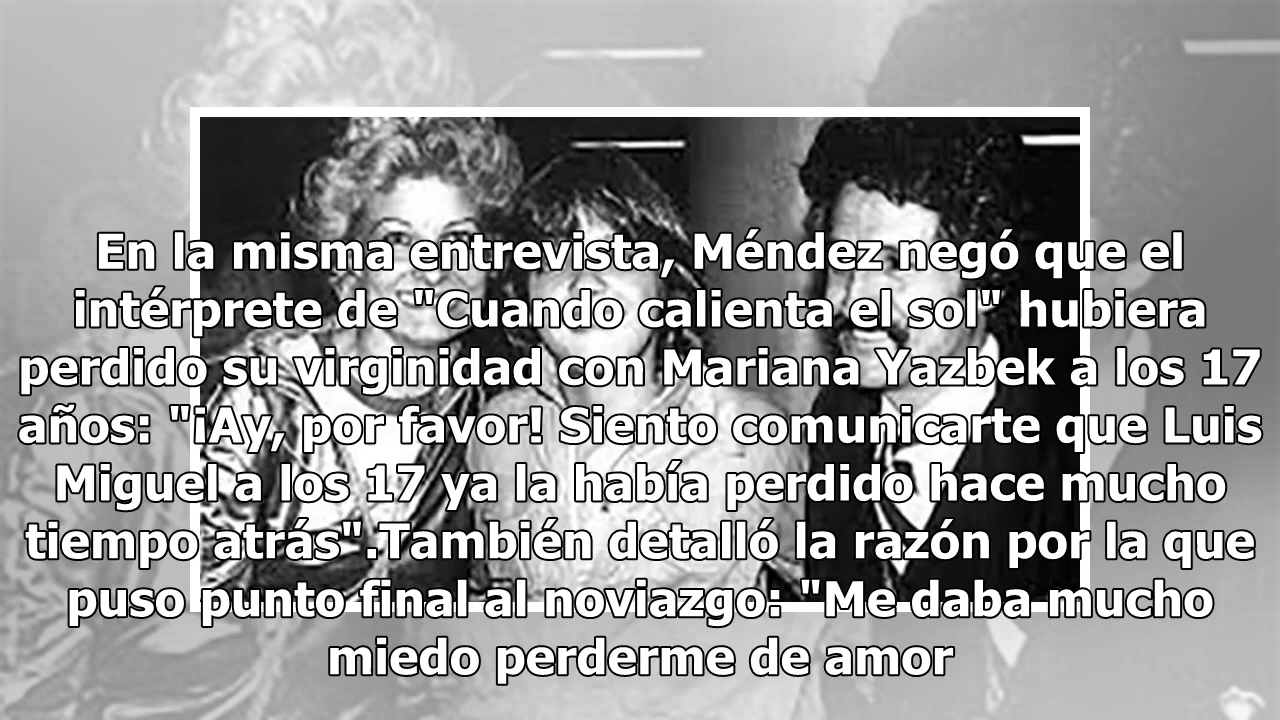 En la misma entrevista, Méndez negó que el
intérprete de "Cuando calienta el sol" hubiera
perdido su virginidad con Mariana Yazbek a los 17
años: "¡Ay, por favor! Siento comunicarte que Luis
Miguel a los 17 ya la había perdido hace mucho
tiempo atrás".También detalló la razón por la que
puso punto final al noviazgo: "Me daba mucho
miedo perderme de amor